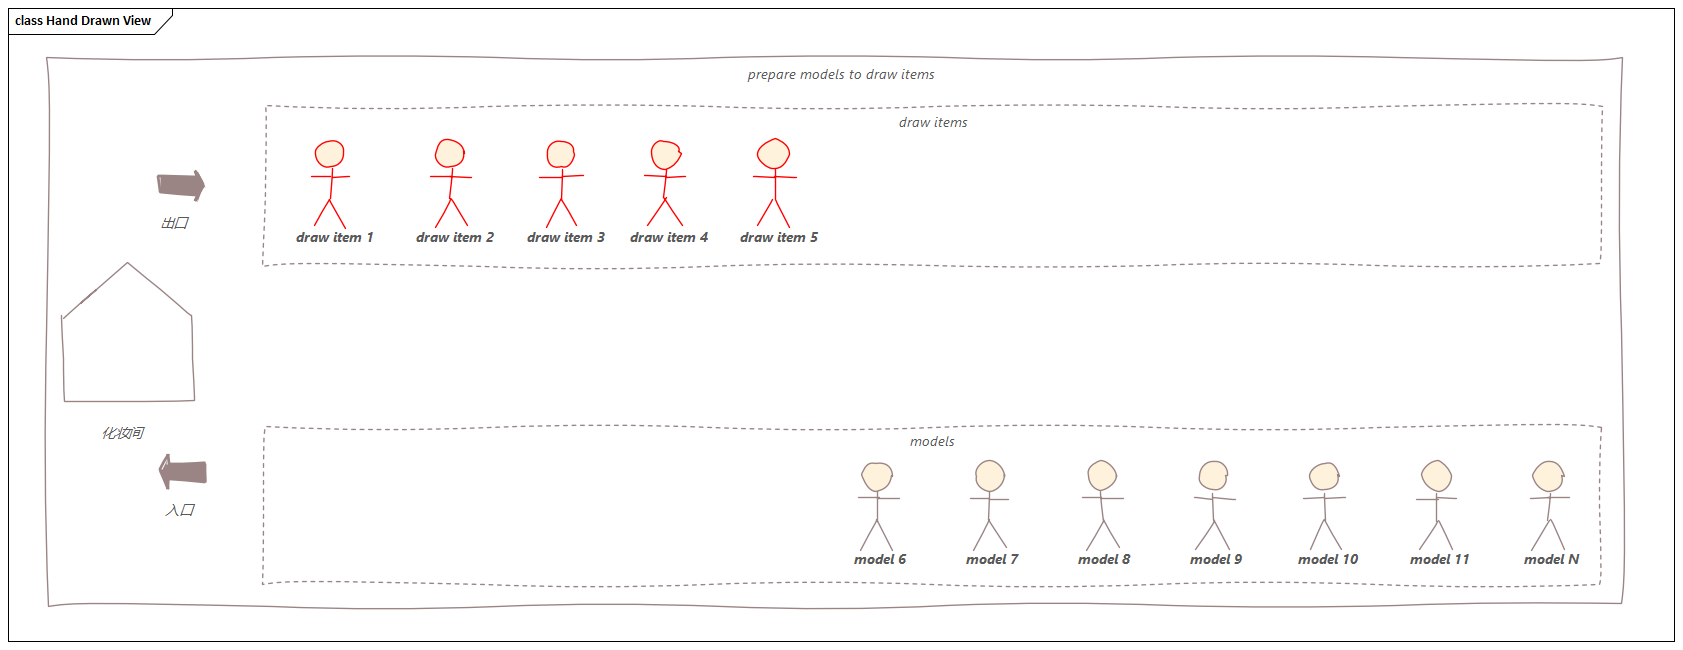 class Hand Drawn View
prepare models to draw items
draw items
draw item 1
draw item 2
draw item 3
draw item 4
draw item 5
出口
化妆间
入口
models
model 6
model 7
model 8
model 9
model 10
model 11
model N